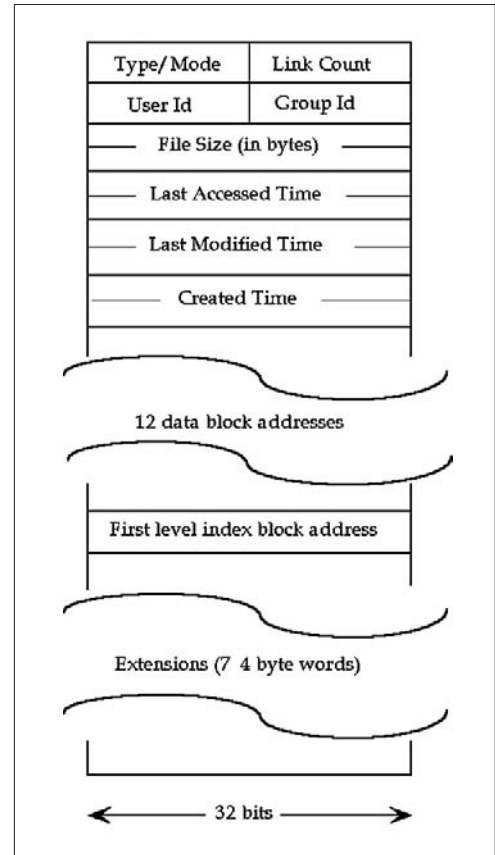 Type/Mode Link Count
User Id Group Id
File Size (in bytes)
Last Accessed Time
Last Modified Time
Created Time
12 data block addresses
First level index block address
Extensions (7 4 byte words)
32 bits